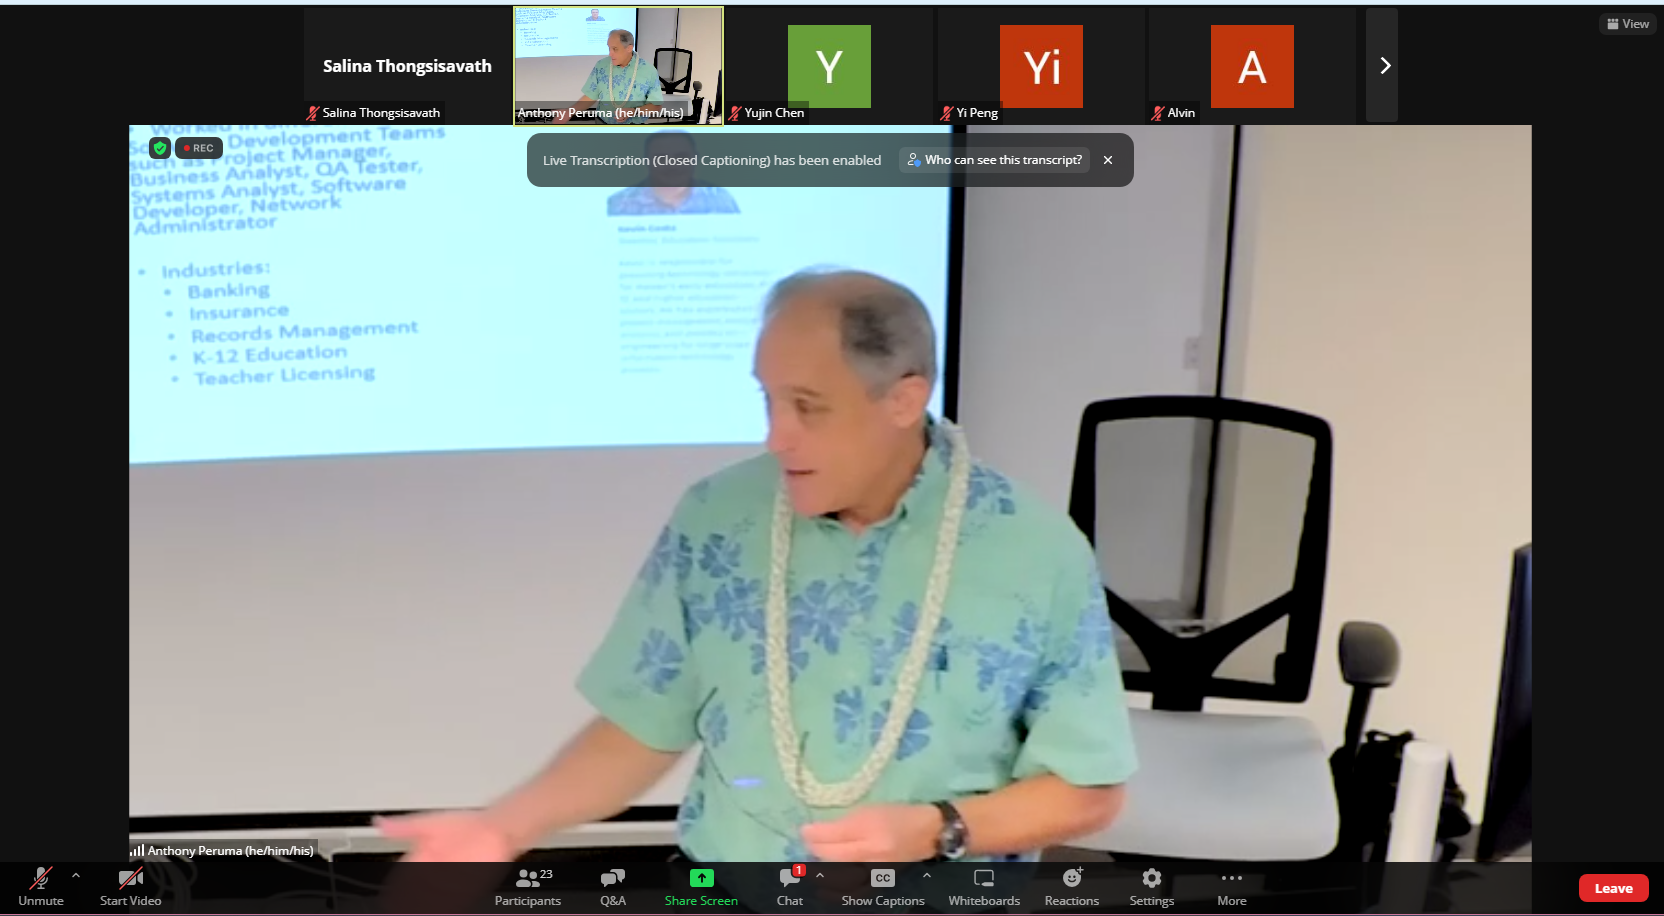 View
Salina Thongsisavath
Salina Thongsisavath
Anthony Peruma (he/him/his)
Y
Yujin Chen
Yi
Yi Peng
A
Alvin
REC
Live Transcription (Closed Captioning) has been enabled
Who can see this transcript?
Worked in
Development Teams
such as Project Manager,
Business Analyst, QA Tester,
Systems Analyst, Software
Developer, Network
Administrator
• Industries:
• Banking
• Insurance
• Records Management
• K-12 Education
• Teacher Licensing
Anthony Peruma (he/him/his)
Unmute
Start Video
23
Participants
Q&A
Share Screen
1
Chat
CC
Show Captions
Whiteboards
Reactions
Settings
More
Leave